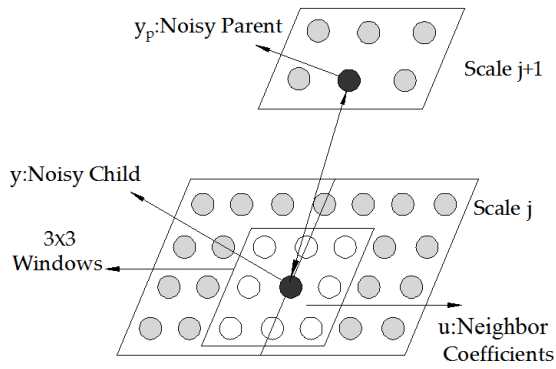 yp:Noisy Parent
Scale j+1
y:Noisy Child
Scale j
3x3
Windows
u:Neighbor
Coefficients